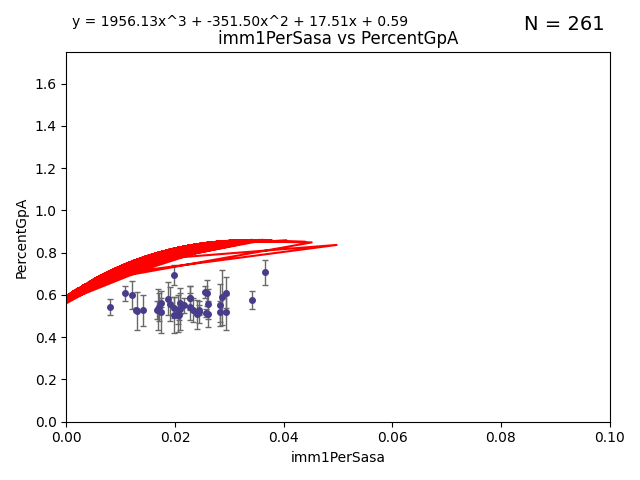 y = 1956.13x^3 + -351.50x^2 + 17.51x + 0.59
N = 261
imm1PerSasa vs PercentGpA
1.6
1.4
1.2
1.0
0.8
0.6
0.4
0.2
0.0
PercentGpA
0.00 0.02 0.04 0.06 0.08 0.10
imm1PerSasa